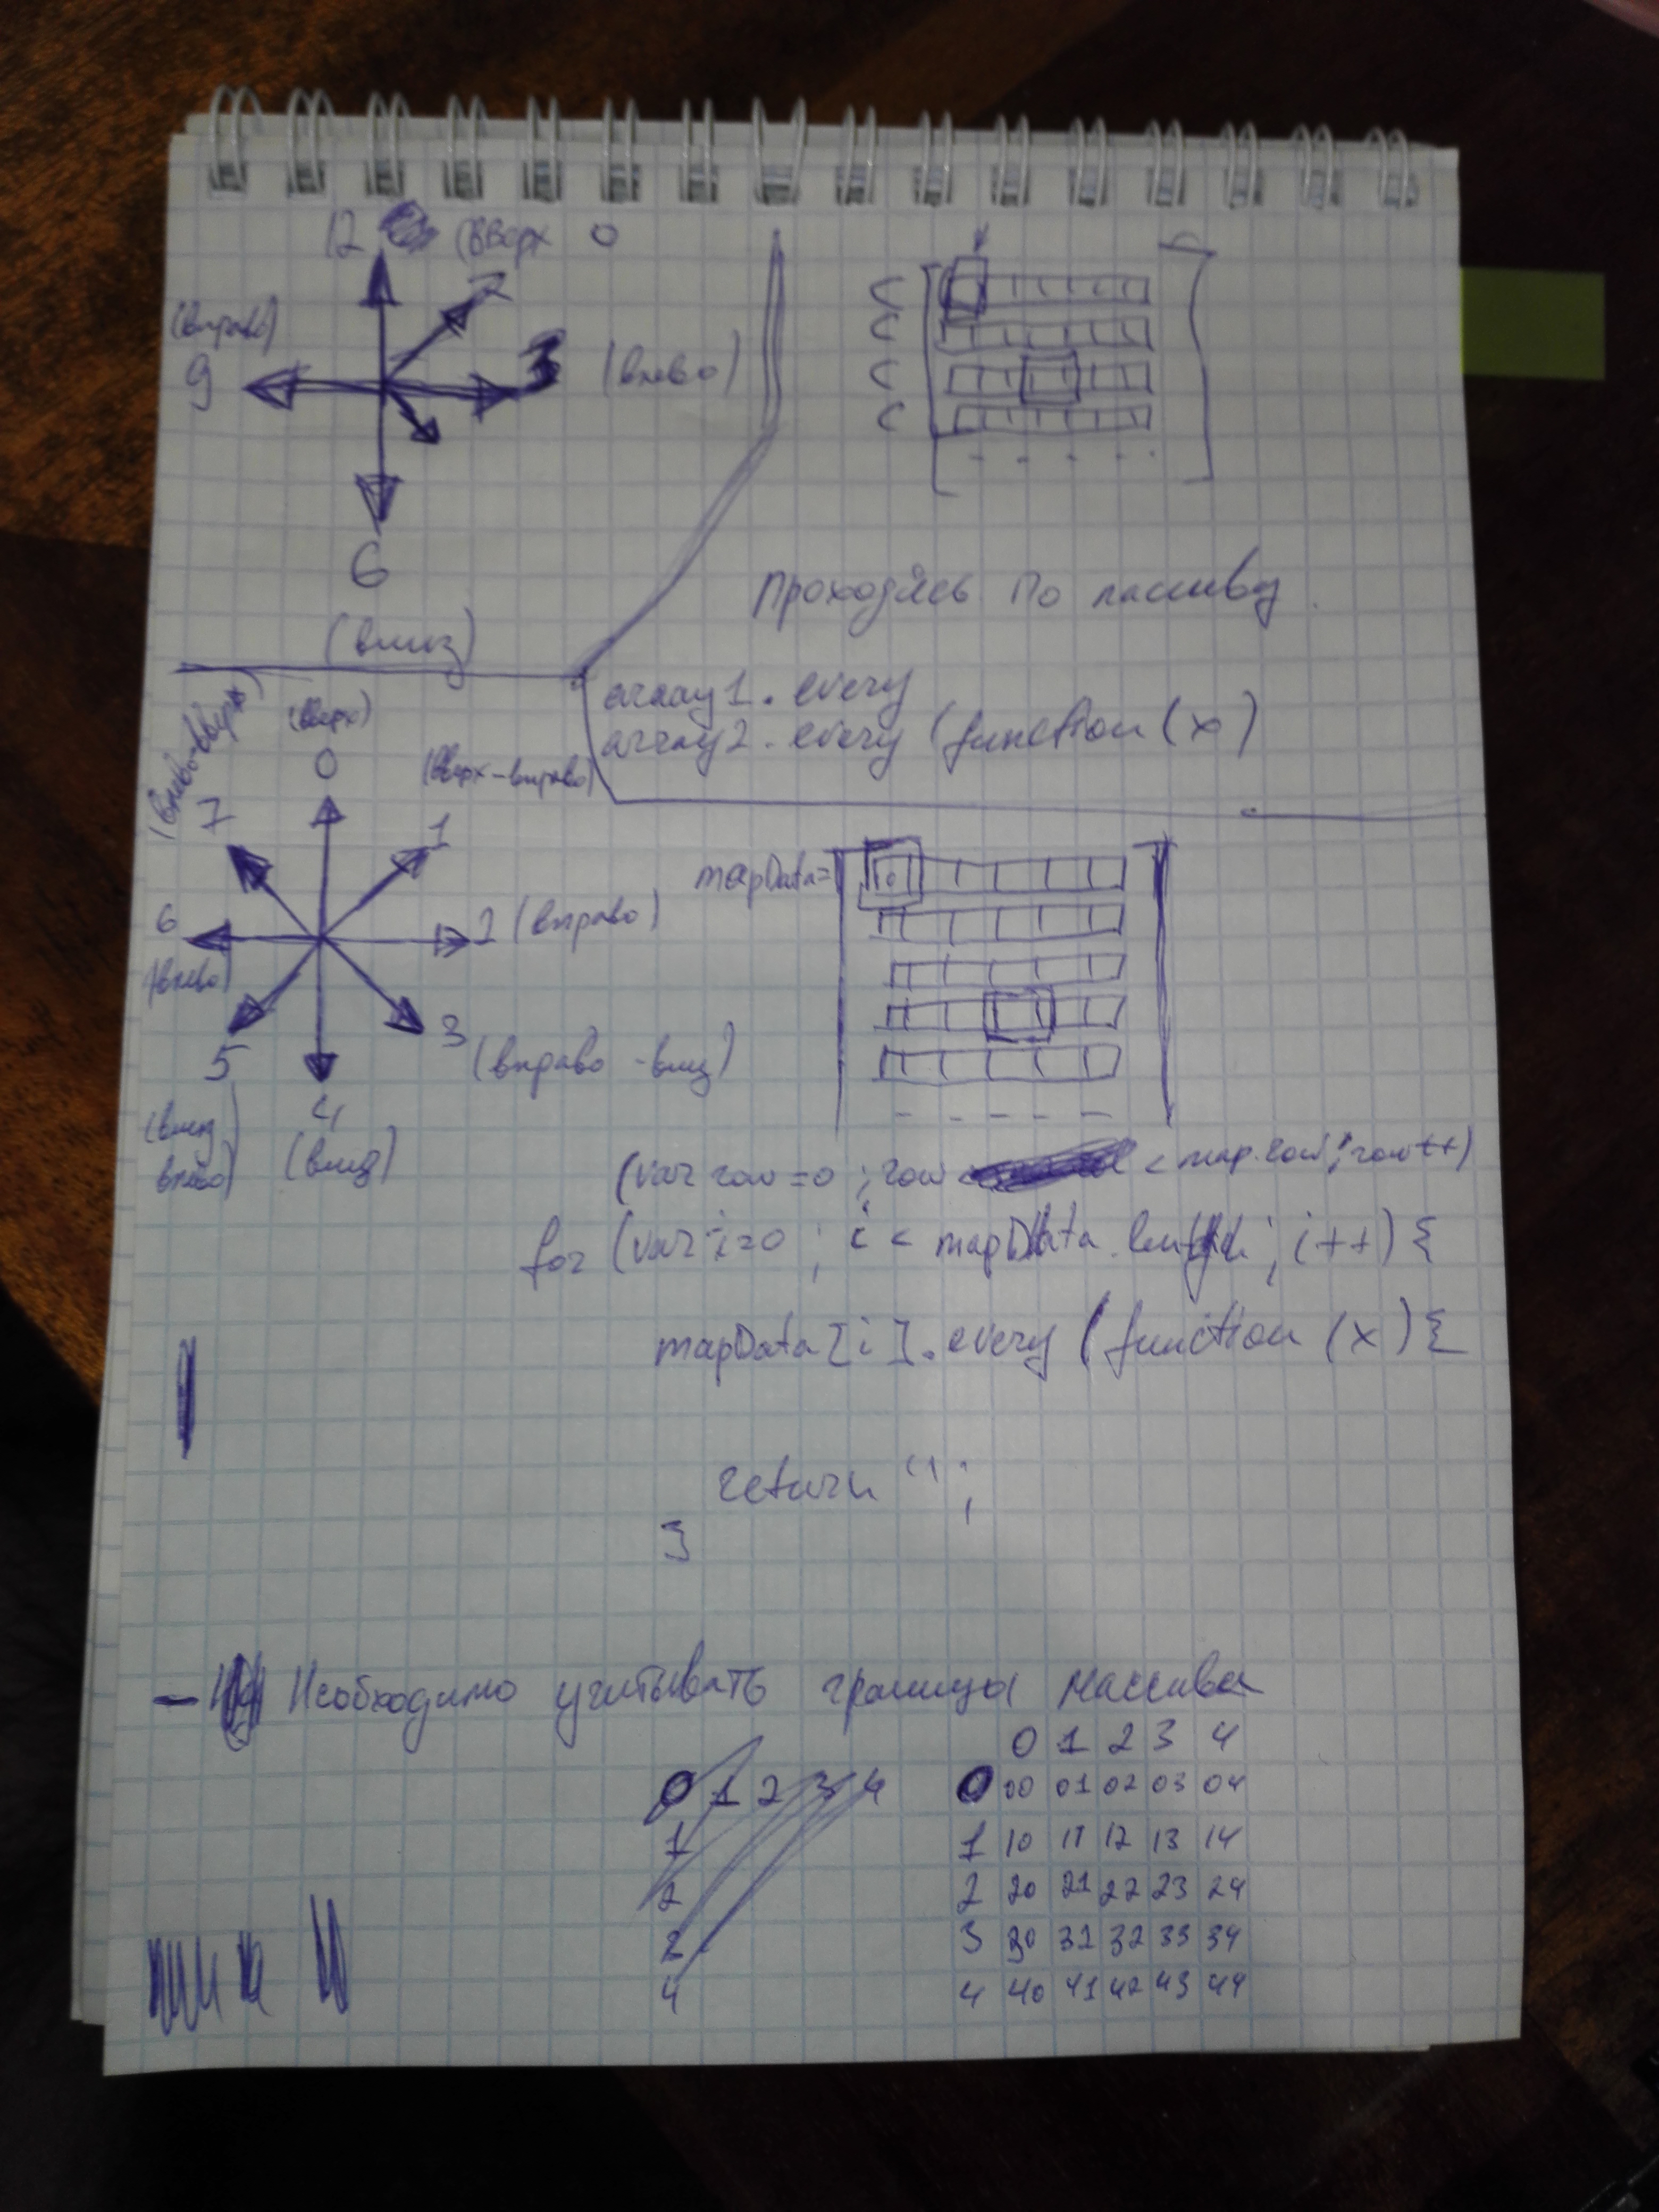 12 (вверх 0
2
(вправо)
9
3 (влево)
6
(вниз)
Проходясь по массиву
array1.every
array2.every (function (x)
(влево-вверх)
(вверх)
0
(вверх-вправо)
7
1
6
(влево)
2 (вправо)
5
3
(вправо-вниз)
(вниз
влево)
4
(вниз)
mapData=
0
(var row=0; row < map.row; row++)
for (var i=0; i < mapData.length; i++) {
mapData[i].every (function (x) {
return '';
}
- Необходимо учитывать границы массива
0 1 2 3 4
1
2
3
4
0 1 2 3 4
0 00 01 02 03 04
1 10 11 12 13 14
2 20 21 22 23 24
3 30 31 32 33 34
4 40 41 42 43 44